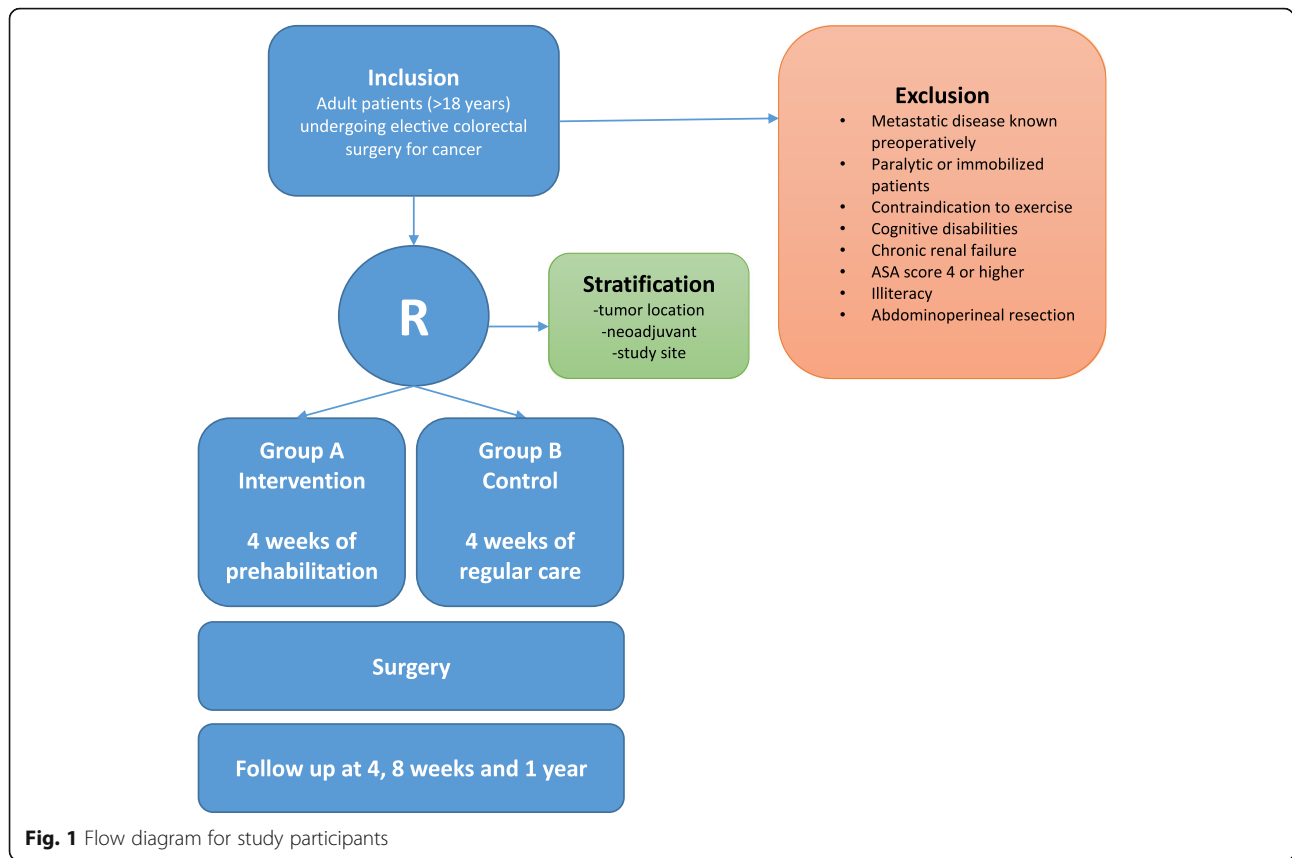 Inclusion
Adult patients (>18 years)
undergoing elective colorectal
surgery for cancer
Exclusion
• Metastatic disease known
preoperatively
• Paralytic or immobilized
patients
• Contraindication to exercise
• Cognitive disabilities
• Chronic renal failure
• ASA score 4 or higher
• Illiteracy
• Abdominoperineal resection
R
Stratification
-tumor location
-neoadjuvant
-study site
Group A
Intervention
4 weeks of
prehabilitation
Group B
Control
4 weeks of
regular care
Surgery
Follow up at 4, 8 weeks and 1 year
Fig. 1 Flow diagram for study participants